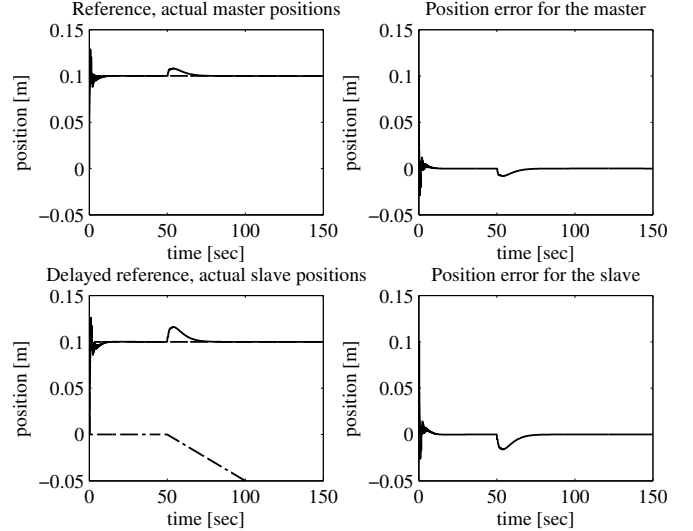 Reference, actual master positions
0.15
0.1
0.05
0
−0.05
position [m]
0 50 100 150
time [sec]
Position error for the master
0.15
0.1
0.05
0
−0.05
position [m]
0 50 100 150
time [sec]
Delayed reference, actual slave positions
0.15
0.1
0.05
0
−0.05
position [m]
0 50 100 150
time [sec]
Position error for the slave
0.15
0.1
0.05
0
−0.05
position [m]
0 50 100 150
time [sec]